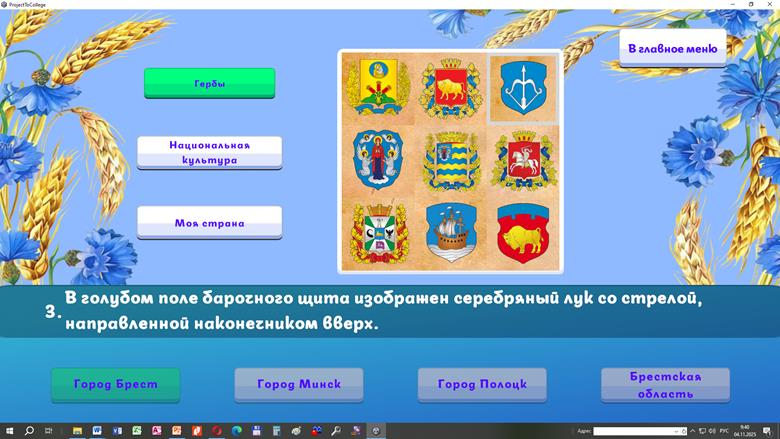 ProjectToCollege
В главное меню
Гербы
Национальная
культура
Моя страна
3. В голубом поле барочного щита изображен серебряный лук со стрелой,
направленной наконечником вверх.
Город Брест
Город Минск
Город Полоцк
Брестская
область
Адрес
РУС
9:40
04.11.2025